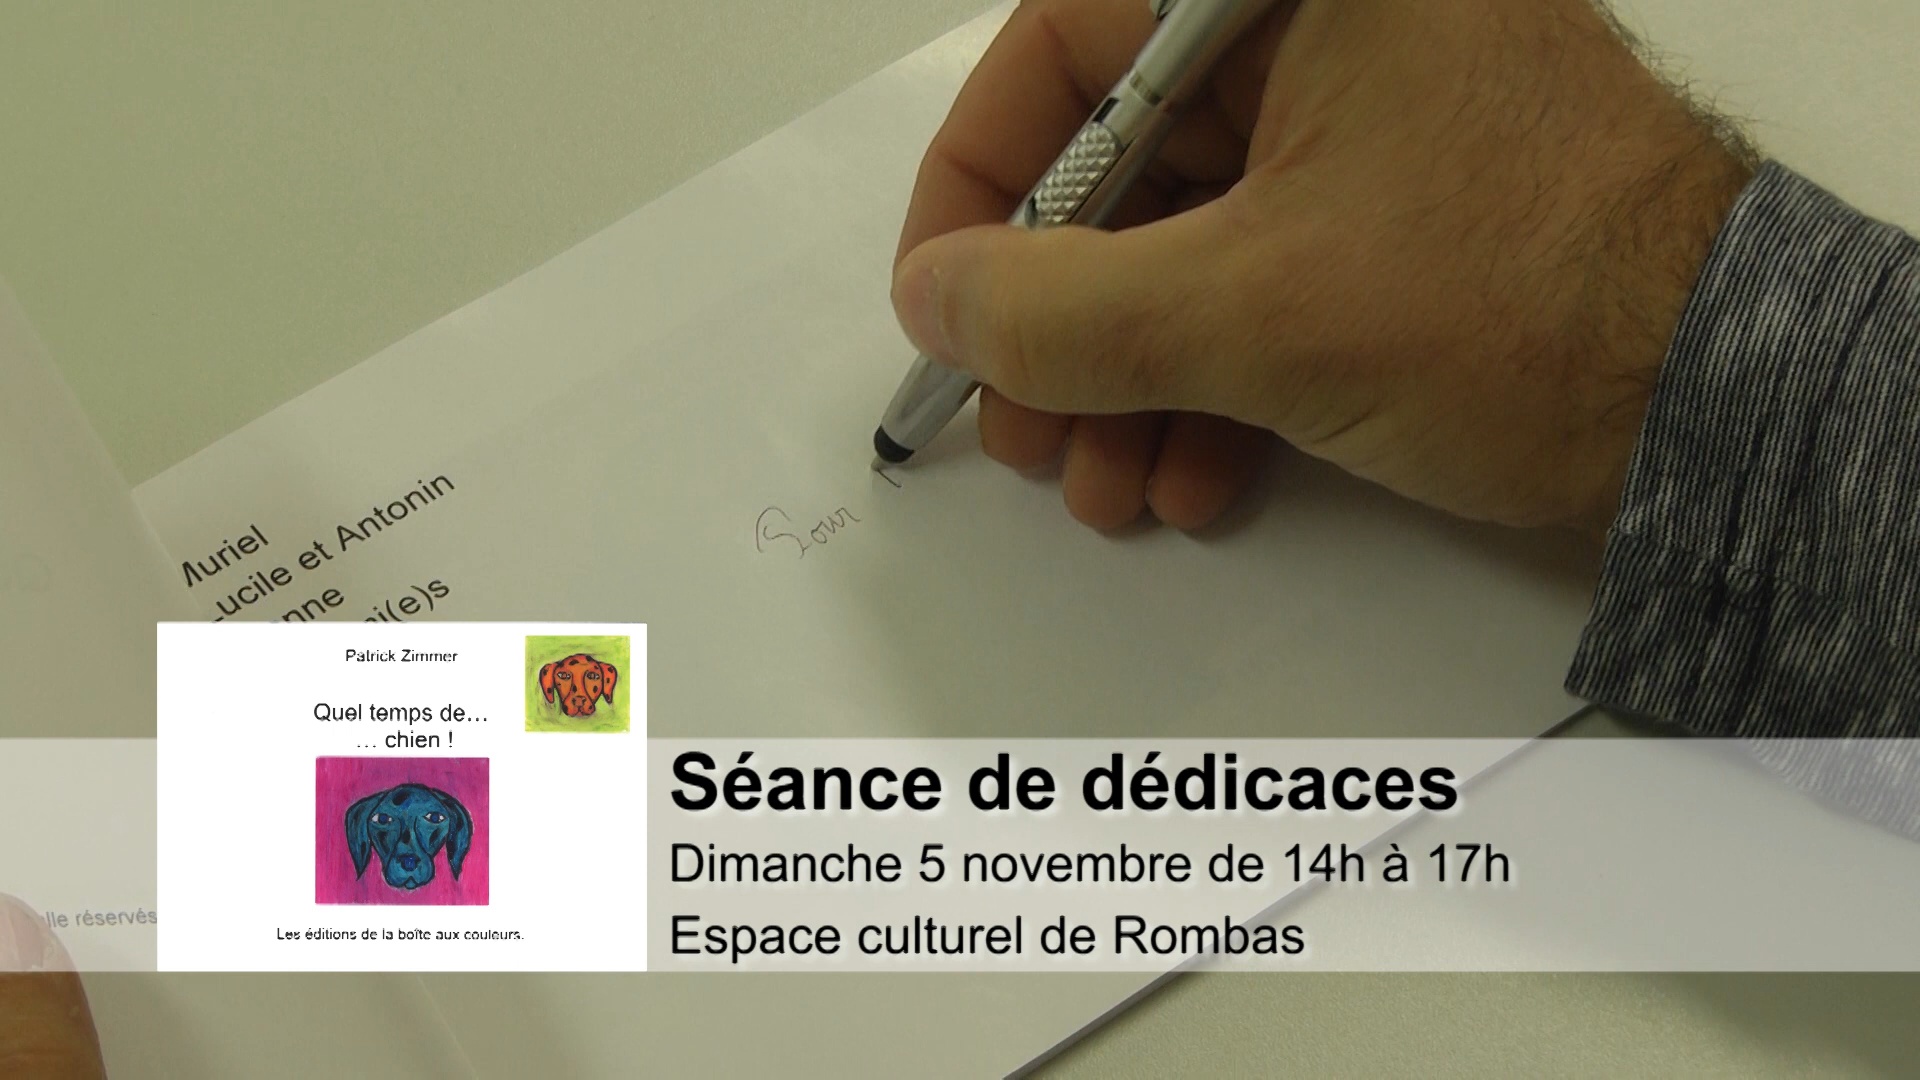 Muriel
Lucile et Antonin
nne
i(e)s
Pour
Patrick Zimmer
Quel temps de…
… chien !
Les éditions de la boîte aux couleurs.
lle réservés
Séance de dédicaces
Dimanche 5 novembre de 14h à 17h
Espace culturel de Rombas